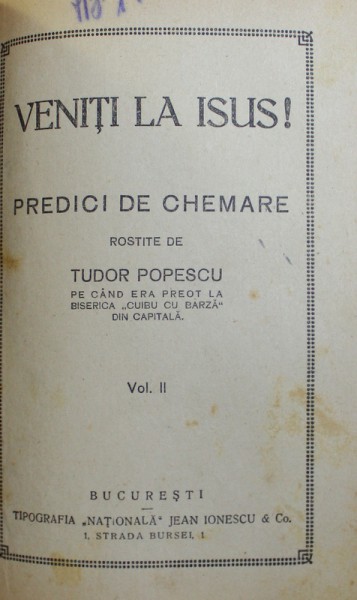 VENIȚI LA ISUS!
PREDICI DE CHEMARE
ROSTITE DE
TUDOR POPESCU
PE CÂND ERA PREOT LA
BISERICA „CUIBU CU BARZĂ"
DIN CAPITALĂ.
Vol. II
BUCUREȘTI
TIPOGRAFIA „NAȚIONALĂ" JEAN IONESCU & Co.
1, STRADA BURSEI, 1